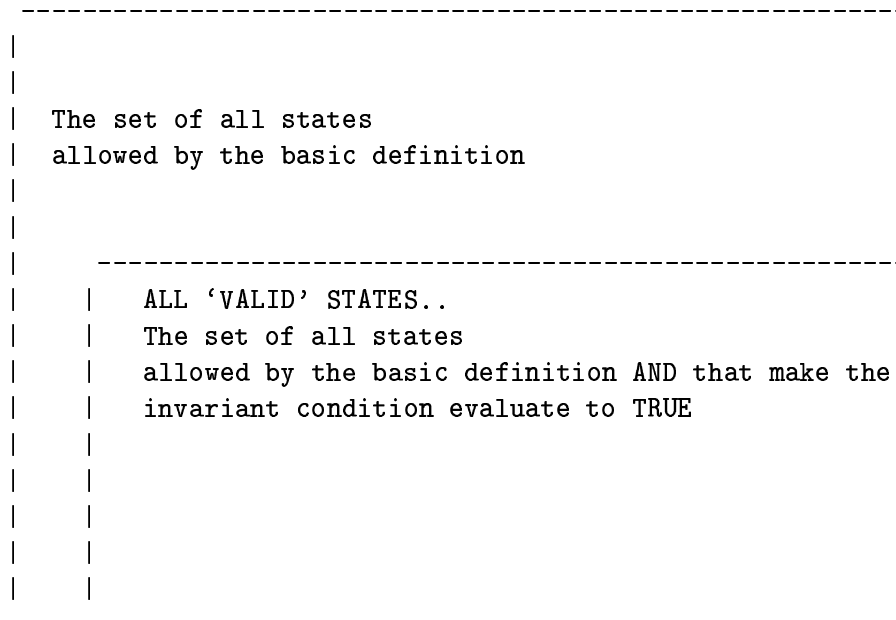 The set of all states
allowed by the basic definition
ALL ‘VALID’ STATES..
The set of all states
allowed by the basic definition AND that make the
invariant condition evaluate to TRUE